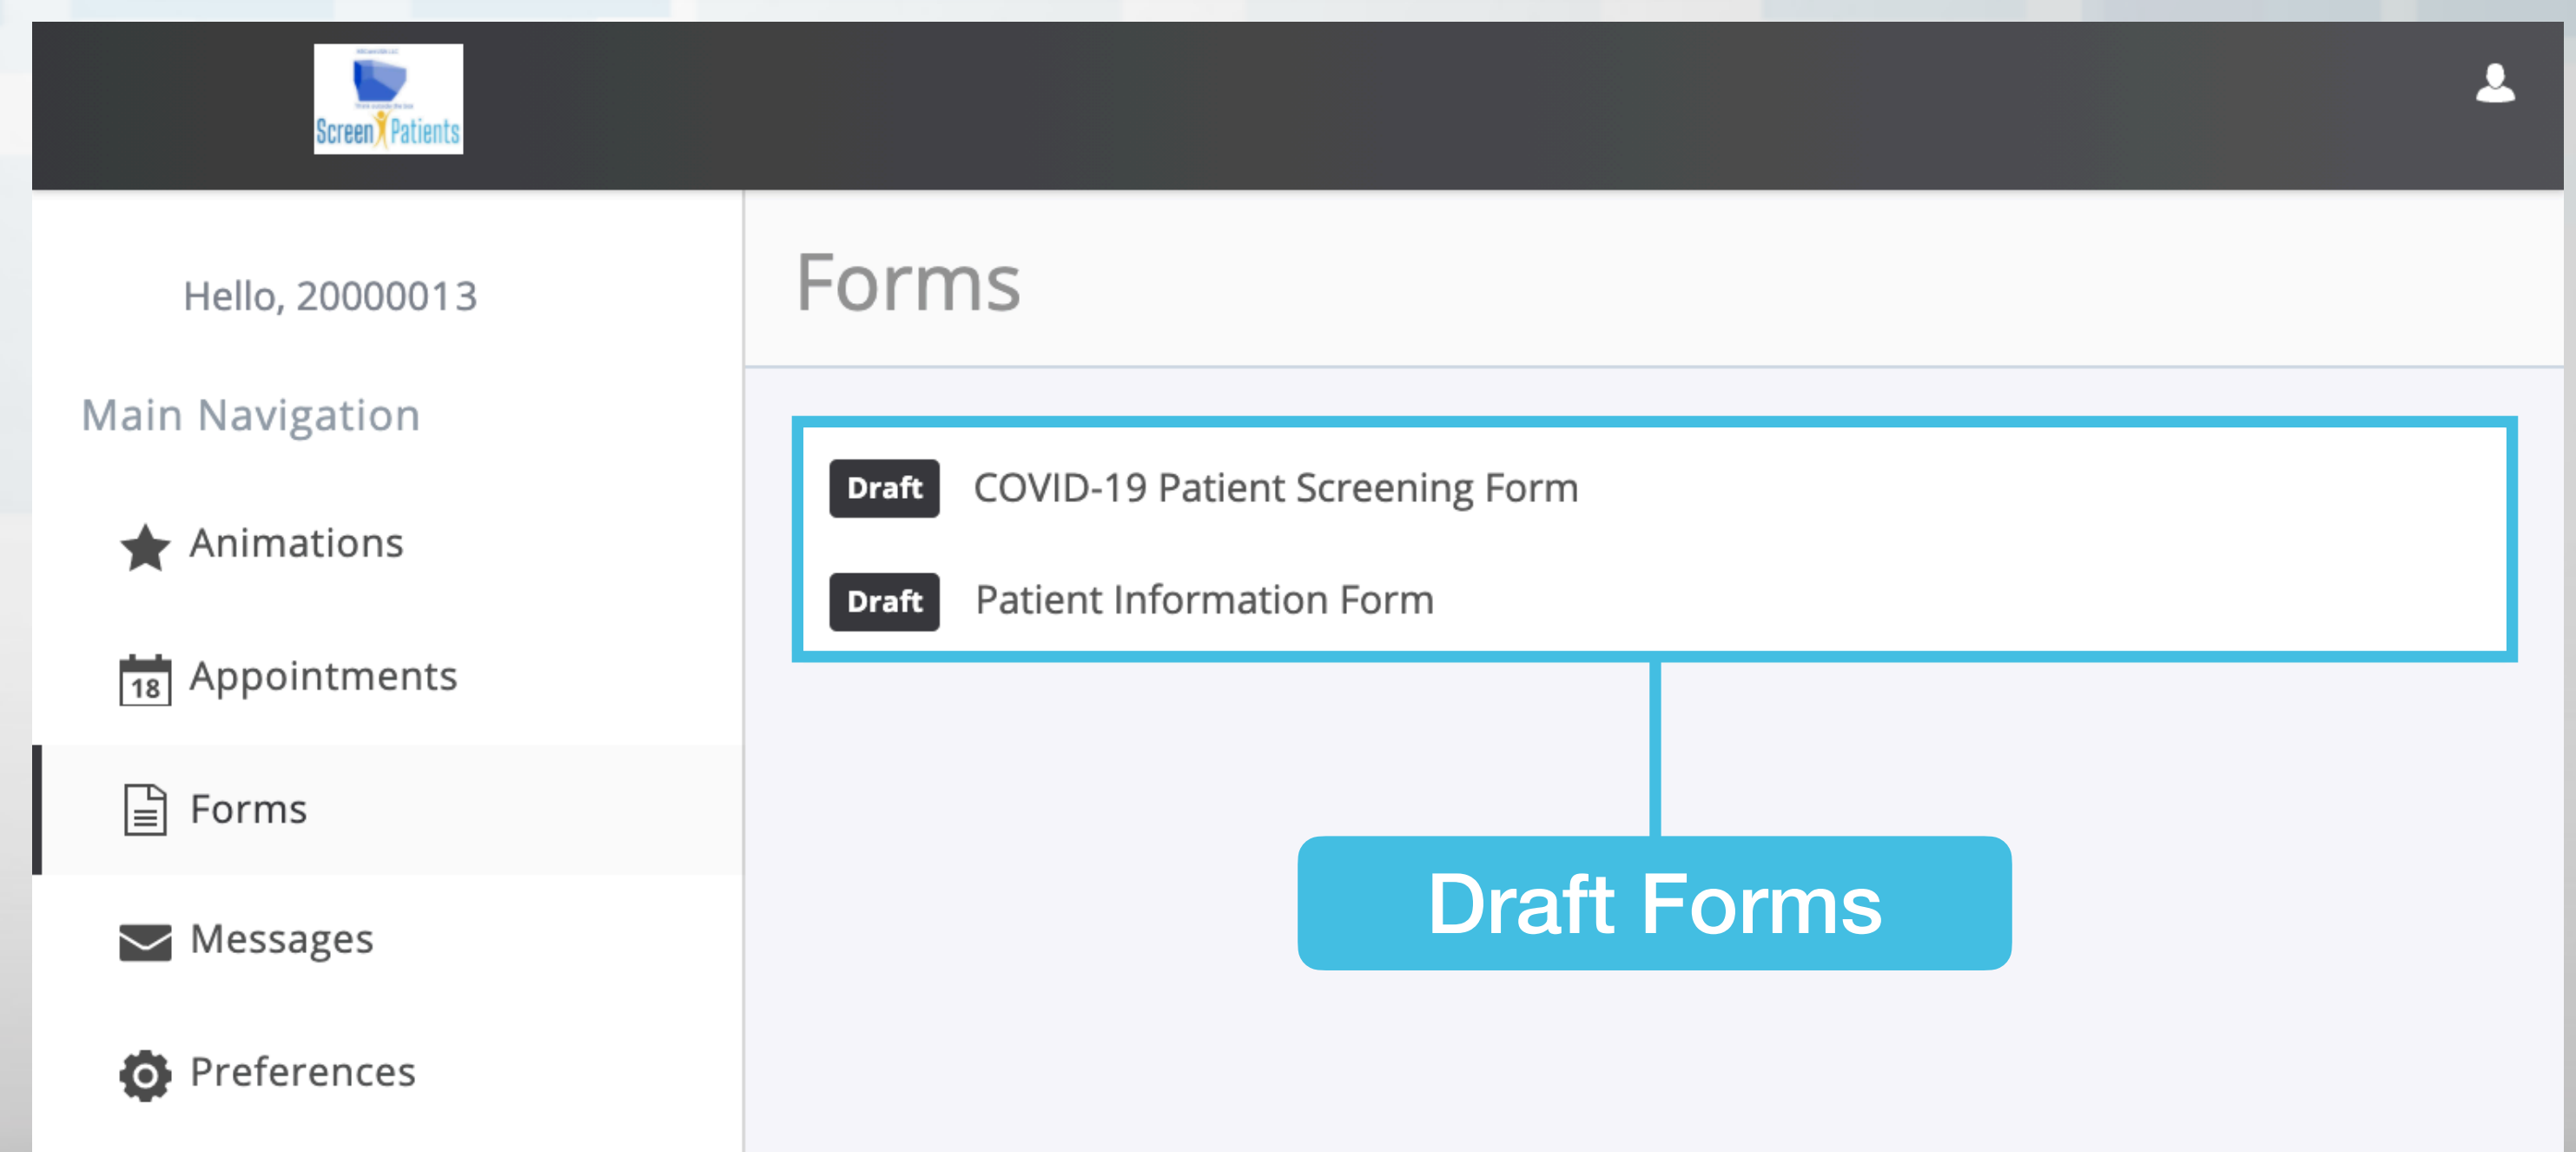 Screen Patients
Hello, 20000013
Main Navigation
Animations
18
Appointments
Forms
Messages
Preferences
Forms
Draft COVID-19 Patient Screening Form
Draft Patient Information Form
Draft Forms